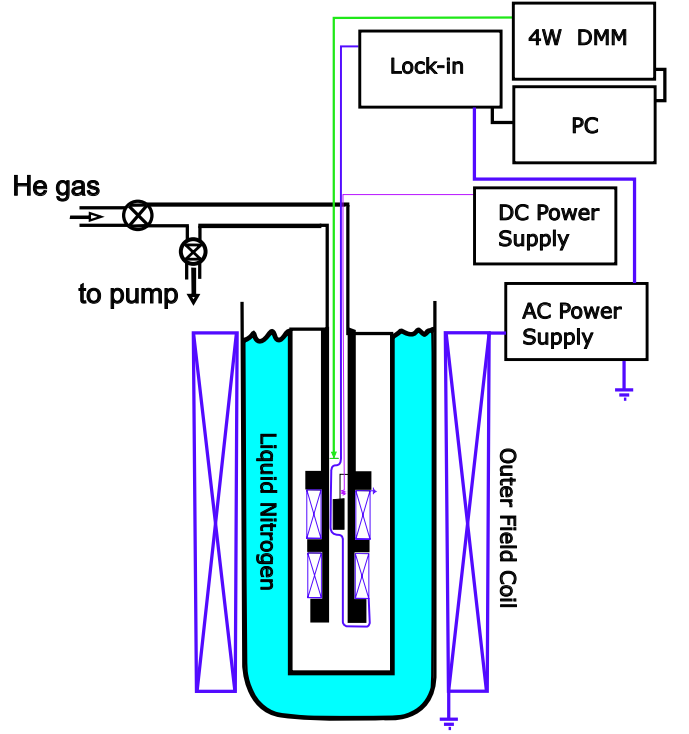 4W DMM
Lock-in
PC
He gas
DC Power
Supply
to pump
AC Power
Supply
Liquid Nitrogen
Outer Field Coil